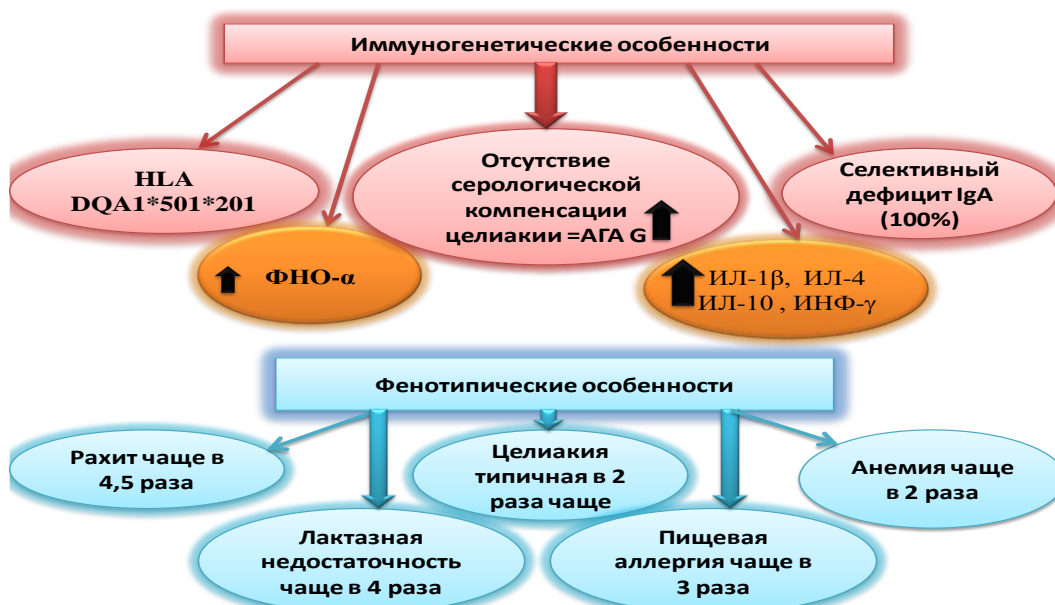 Иммуногенетические особенности
HLA
DQA1*501*201
Отсутствие
серологической
компенсации
целиакии =АГА G
Селективный
дефицит IgA
(100%)
ФНО-α
ИЛ-1β, ИЛ-4
ИЛ-10 , ИНФ-γ
Фенотипические особенности
Рахит чаще в
4,5 раза
Целиакия
типичная в 2
раза чаще
Анемия чаще
в 2 раза
Лактазная
недостаточность
чаще в 4 раза
Пищевая
аллергия чаще в
3 раза